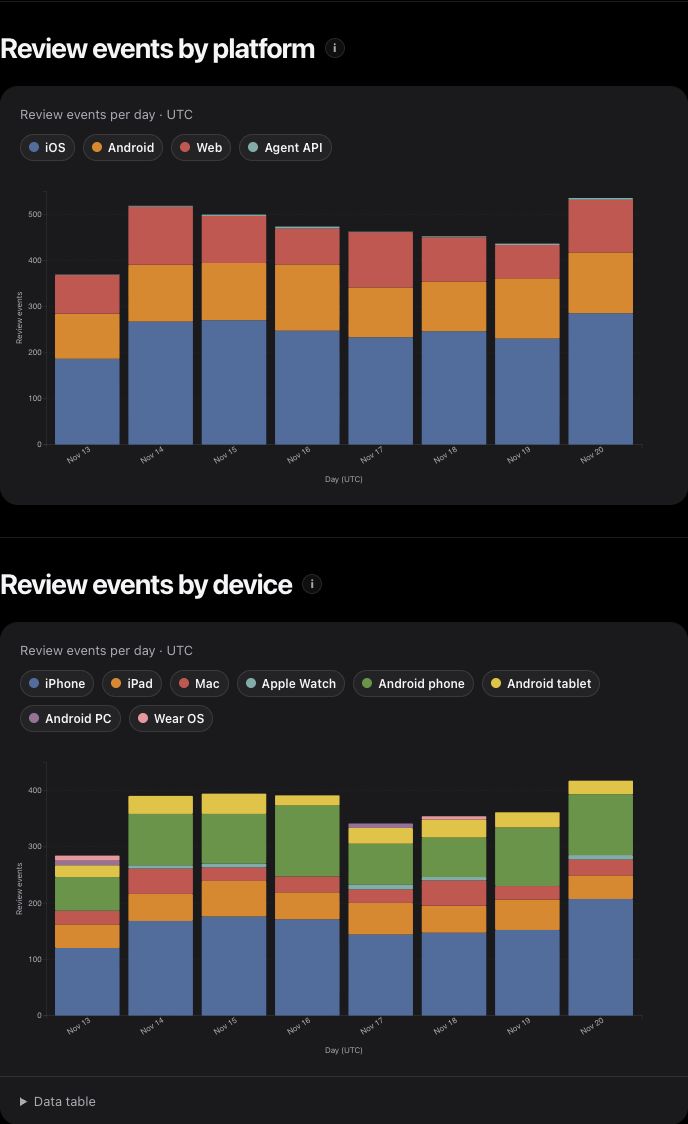 Review events by platform i
Review events per day · UTC
iOS Android Web Agent API
500
400
300
200
100
0
Review events
Nov 13 Nov 14 Nov 15 Nov 16 Nov 17 Nov 18 Nov 19 Nov 20
Day (UTC)
Review events by device i
Review events per day · UTC
iPhone iPad Mac Apple Watch Android phone Android tablet
Android PC Wear OS
400
300
200
100
0
Review events
Nov 13 Nov 14 Nov 15 Nov 16 Nov 17 Nov 18 Nov 19 Nov 20
Day (UTC)
Data table